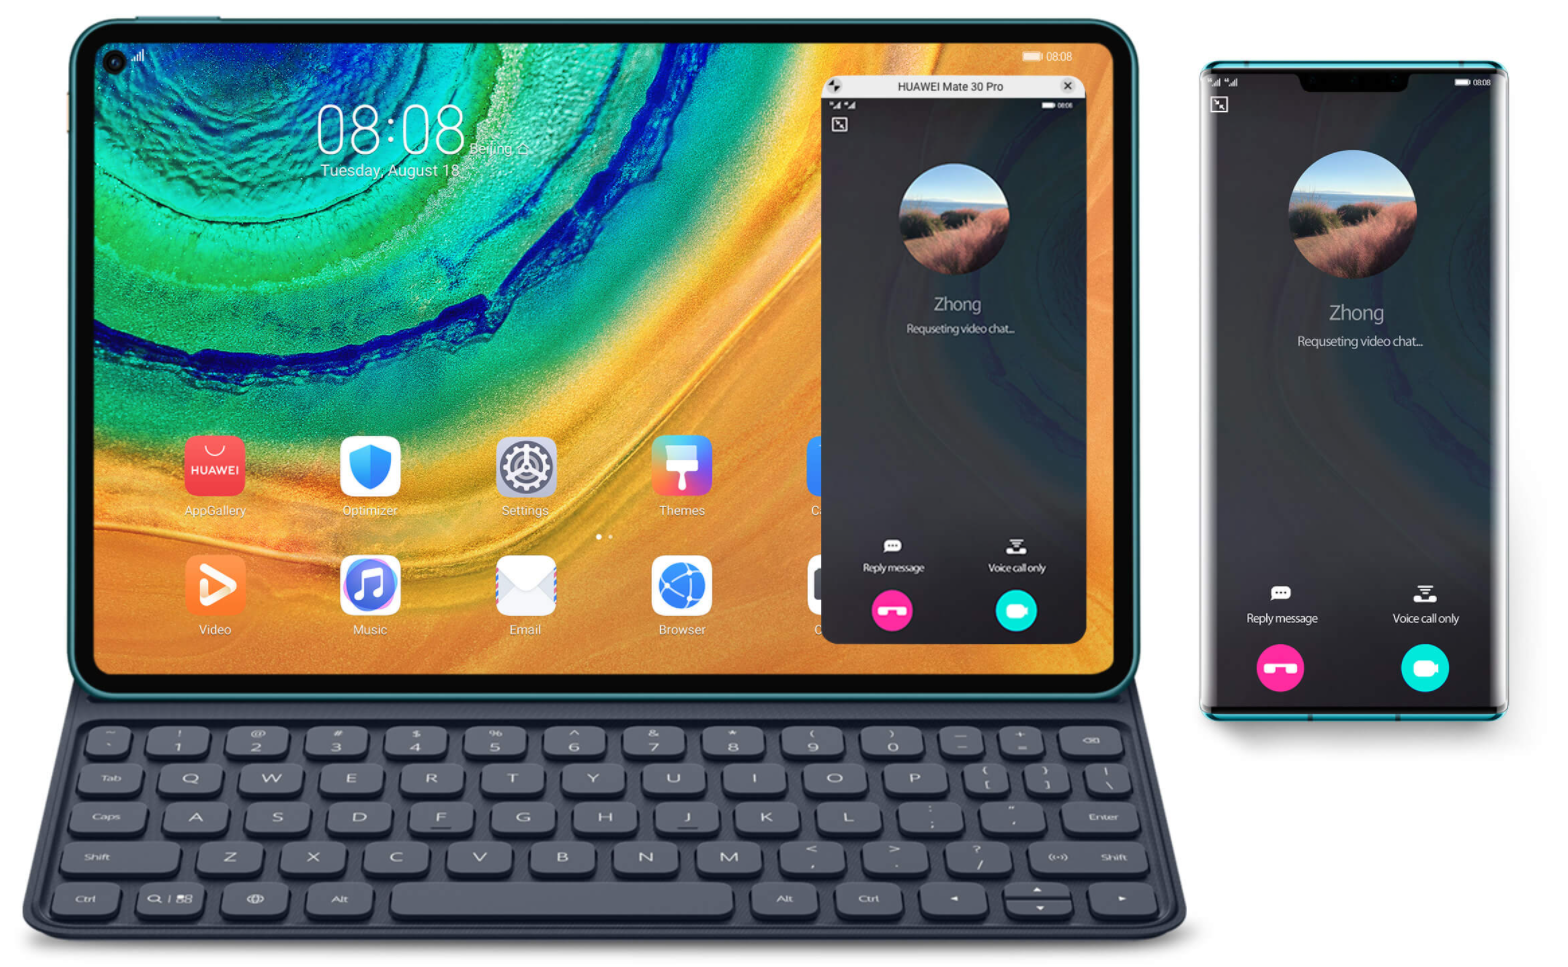 08:08
08:08
Beijing
Tuesday, August 18
HUAWEI Mate 30 Pro
08:08
Zhong
Requseting video chat...
Reply message
Voice call only
HUAWEI
AppGallery
Optimizer
Settings
Themes
Video
Music
Email
Browser
08:08
Zhong
Requseting video chat...
Reply message
Voice call only
~ ! @ # $ % ^ & * ( ) _ +
` 1 2 3 4 5 6 7 8 9 0 - =
Tab Q W E R T Y U I O P { [ } ] | \
Caps A S D F G H J K L : ; " ' Enter
Shift Z X C V B N M < , > . ? / Shift
Ctrl Alt Alt Ctrl